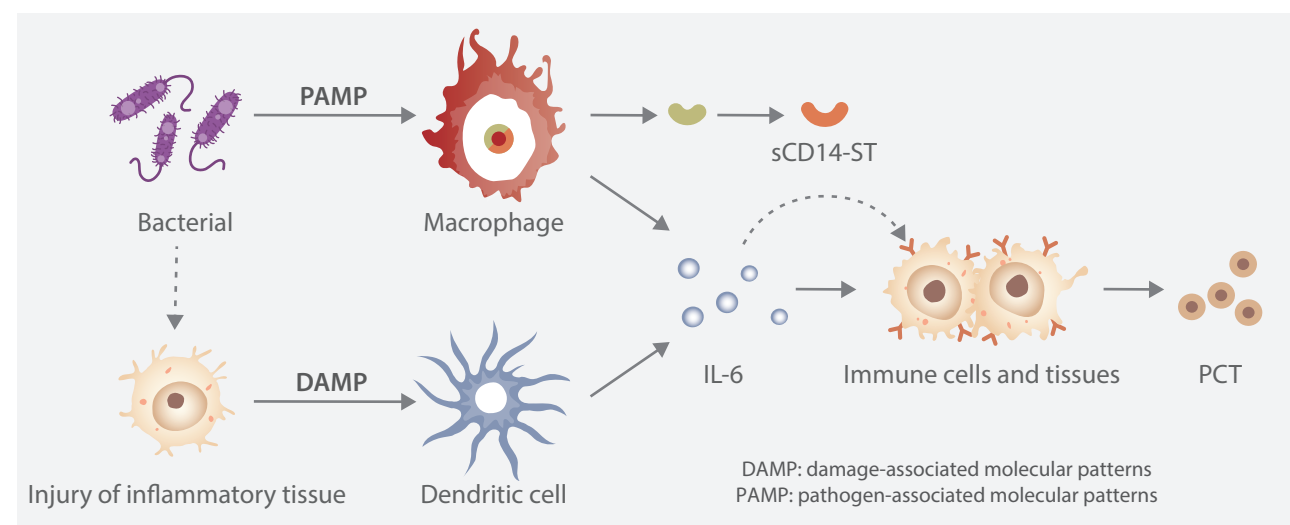 PAMP
sCD14-ST
Bacterial
Macrophage
DAMP
IL-6
Immune cells and tissues
PCT
Injury of inflammatory tissue
Dendritic cell
DAMP: damage-associated molecular patterns
PAMP: pathogen-associated molecular patterns